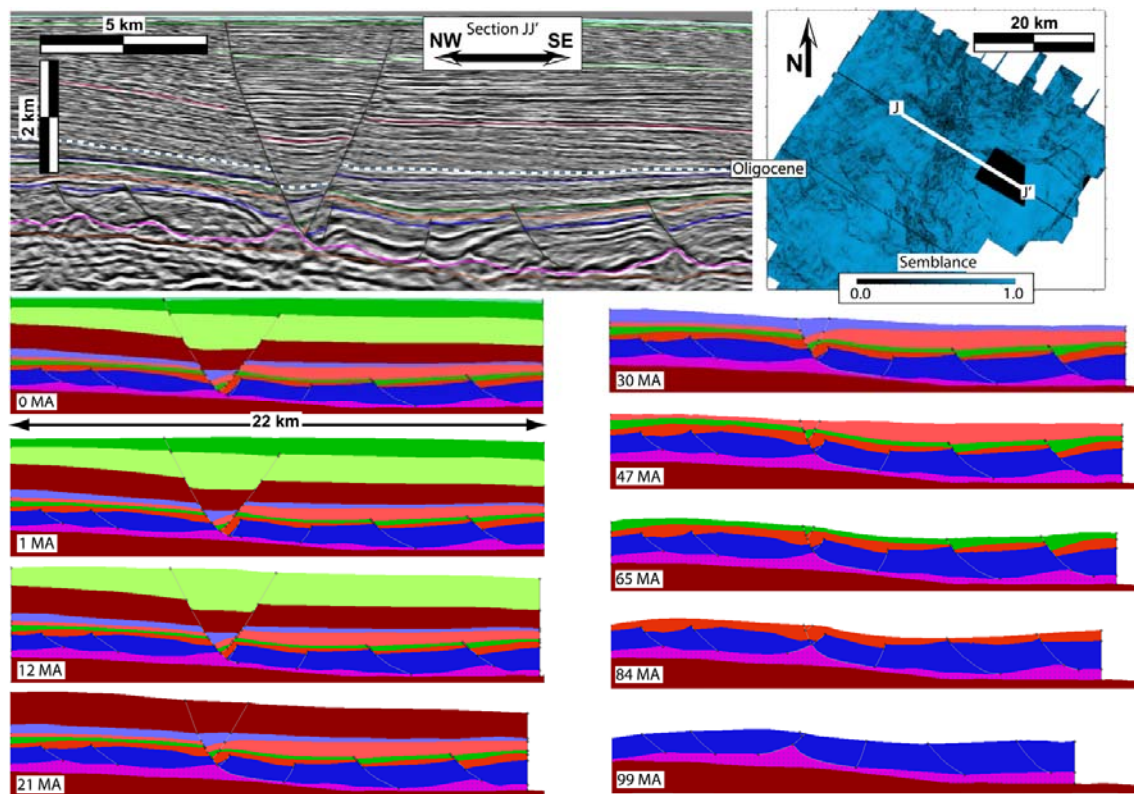 5 km
2 km
Section JJ'
NW SE
Oligocene
20 km
N
J
J'
Semblance
0.0 1.0
0 MA
22 km
1 MA
12 MA
21 MA
30 MA
47 MA
65 MA
84 MA
99 MA